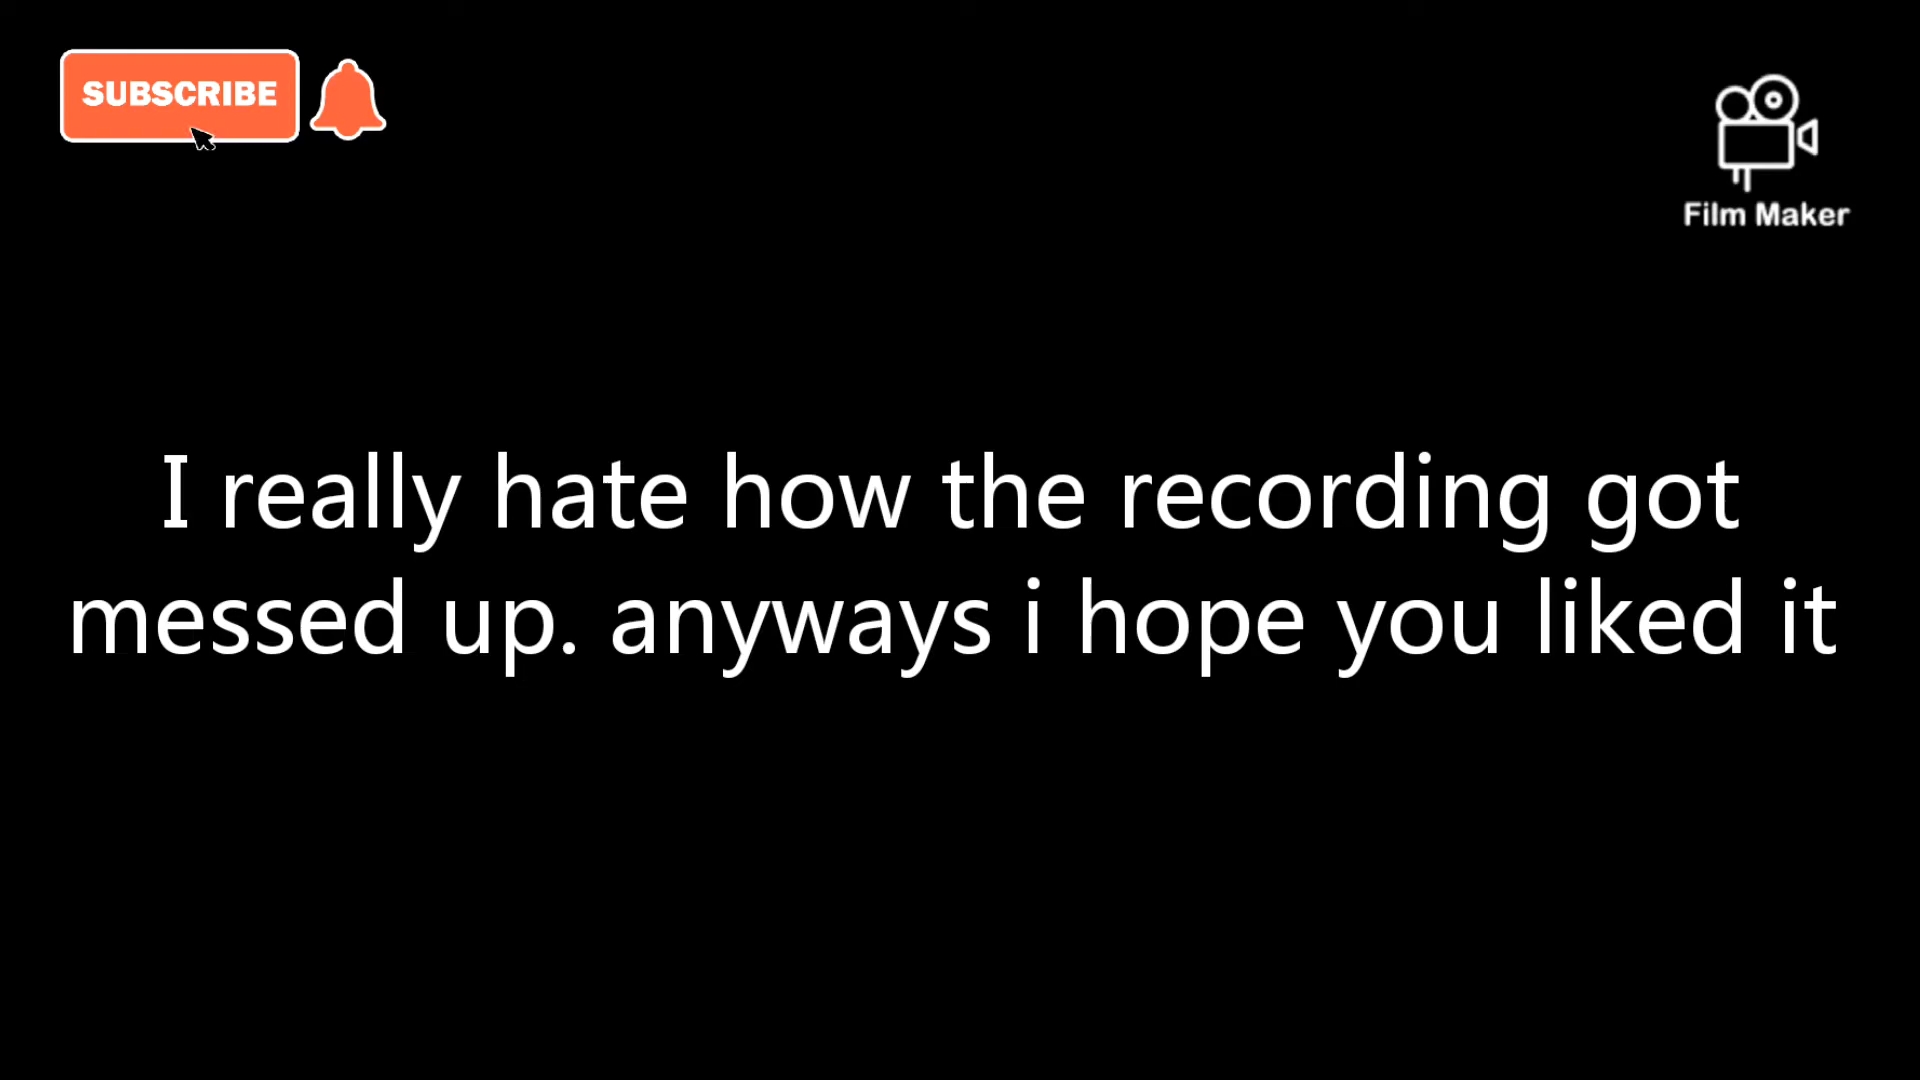 SUBSCRIBE
Film Maker
I really hate how the recording got
messed up. anyways i hope you liked it